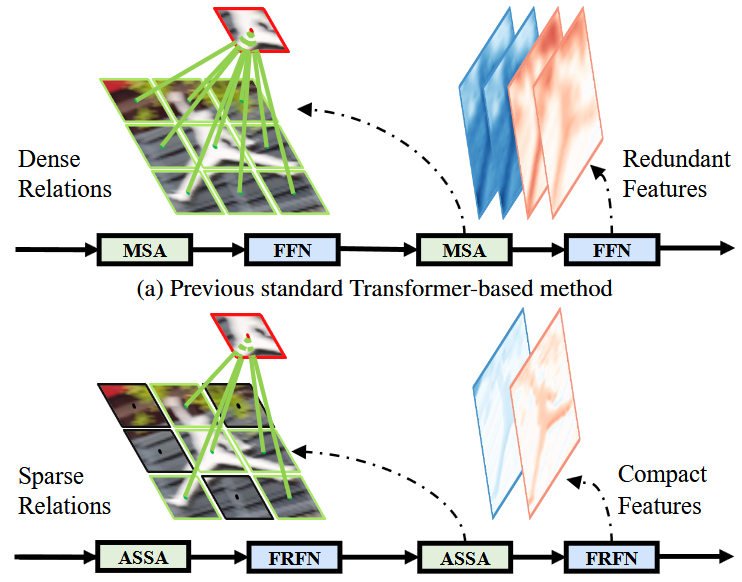 Dense
Relations
Redundant
Features
MSA FFN MSA FFN
(a) Previous standard Transformer-based method
Sparse
Relations
Compact
Features
ASSA FRFN ASSA FRFN